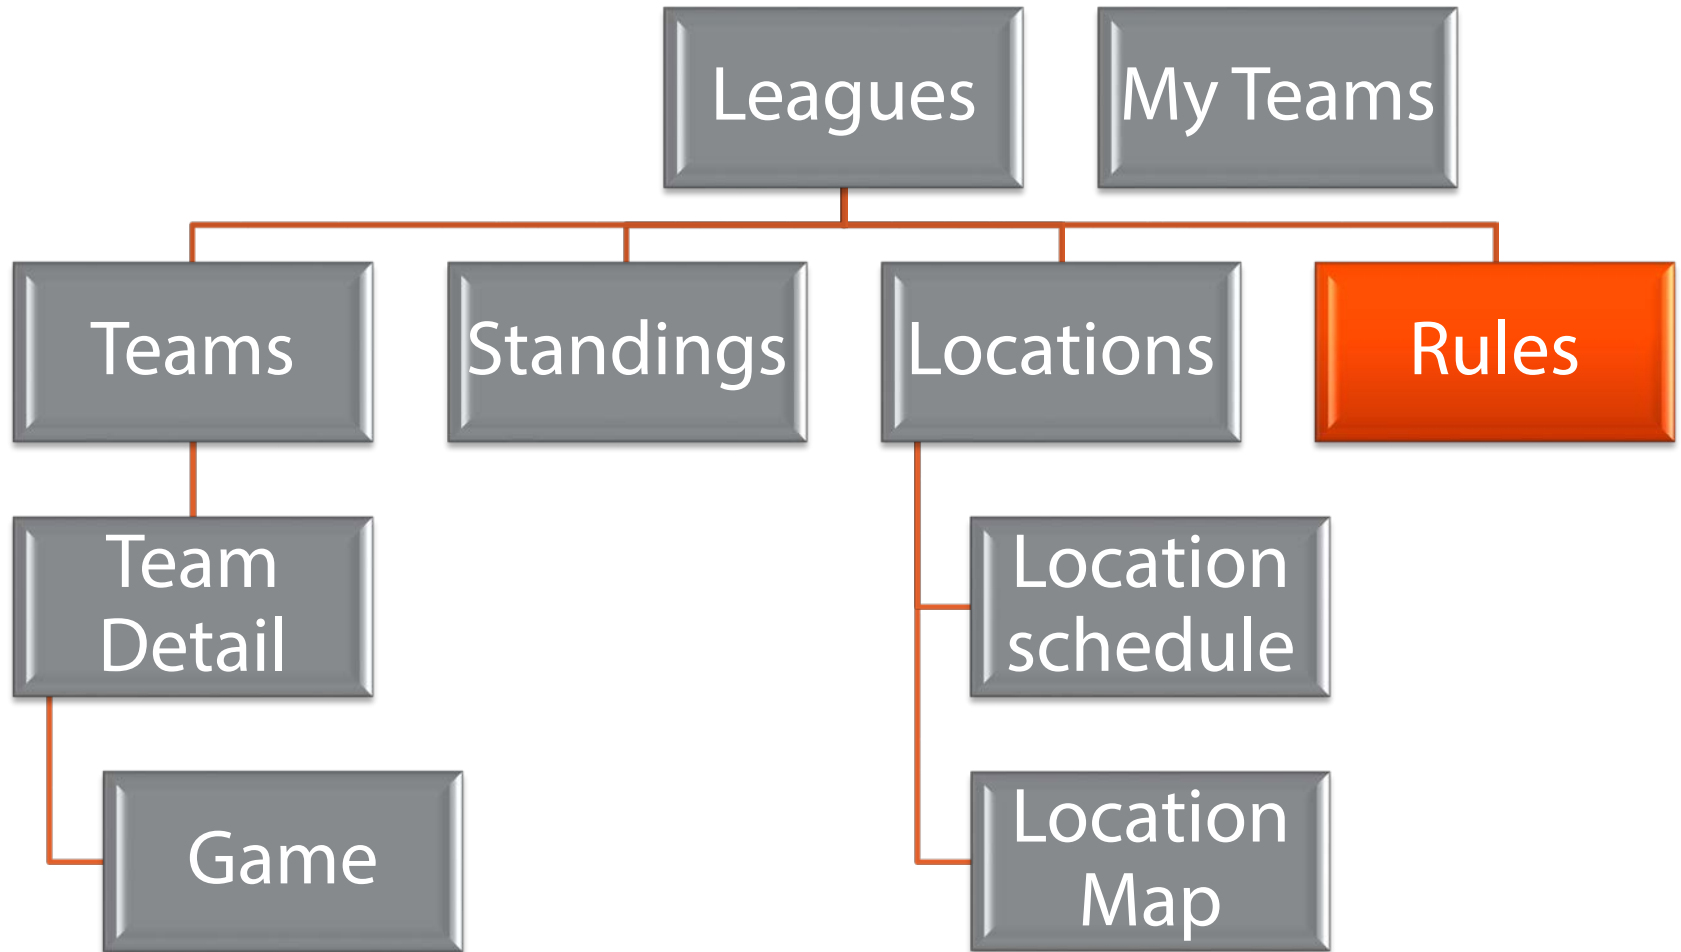 Leagues
My Teams
Teams
Standings
Locations
Rules
Team
Detail
Location
schedule
Game
Location
Map